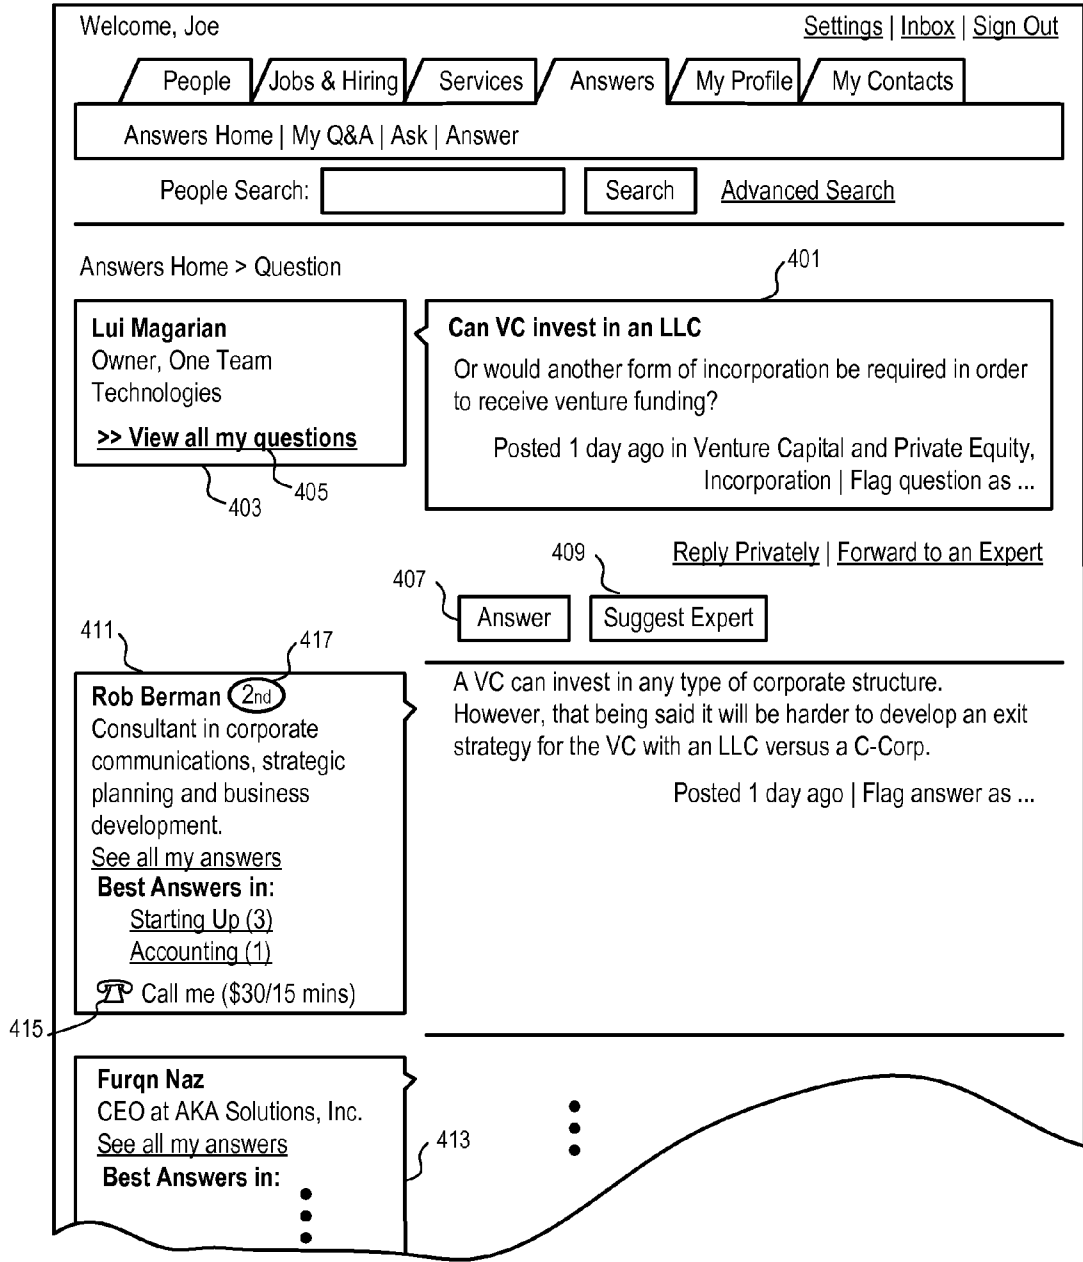 Welcome, Joe
Settings | Inbox | Sign Out
People
Jobs & Hiring
Services
Answers
My Profile
My Contacts
Answers Home | My Q&A | Ask | Answer
People Search:
Search
Advanced Search
Answers Home > Question
401
Lui Magarian
Owner, One Team
Technologies
>> View all my questions
405
403
Can VC invest in an LLC
Or would another form of incorporation be required in order
to receive venture funding?
Posted 1 day ago in Venture Capital and Private Equity,
Incorporation | Flag question as ...
Reply Privately | Forward to an Expert
409
407
Answer
Suggest Expert
411
417
Rob Berman 2nd
Consultant in corporate
communications, strategic
planning and business
development.
See all my answers
Best Answers in:
Starting Up (3)
Accounting (1)
Call me ($30/15 mins)
415
A VC can invest in any type of corporate structure.
However, that being said it will be harder to develop an exit
strategy for the VC with an LLC versus a C-Corp.
Posted 1 day ago | Flag answer as ...
Furqn Naz
CEO at AKA Solutions, Inc.
See all my answers
Best Answers in:
413